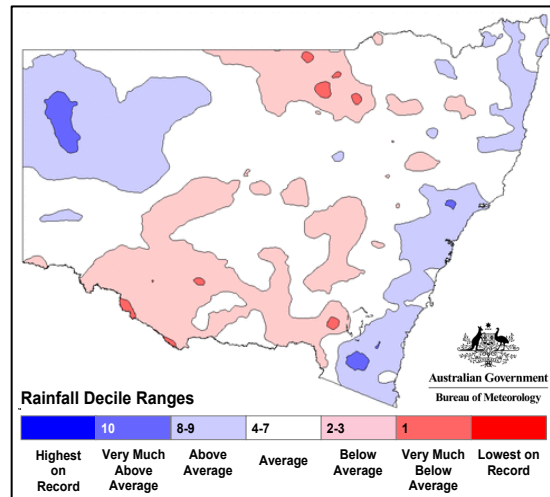 Australian Government
Bureau of Meteorology
Rainfall Decile Ranges
10 8-9 4-7 2-3 1
Highest on Record
Very Much Above Average
Above Average
Average
Below Average
Very Much Below Average
Lowest on Record